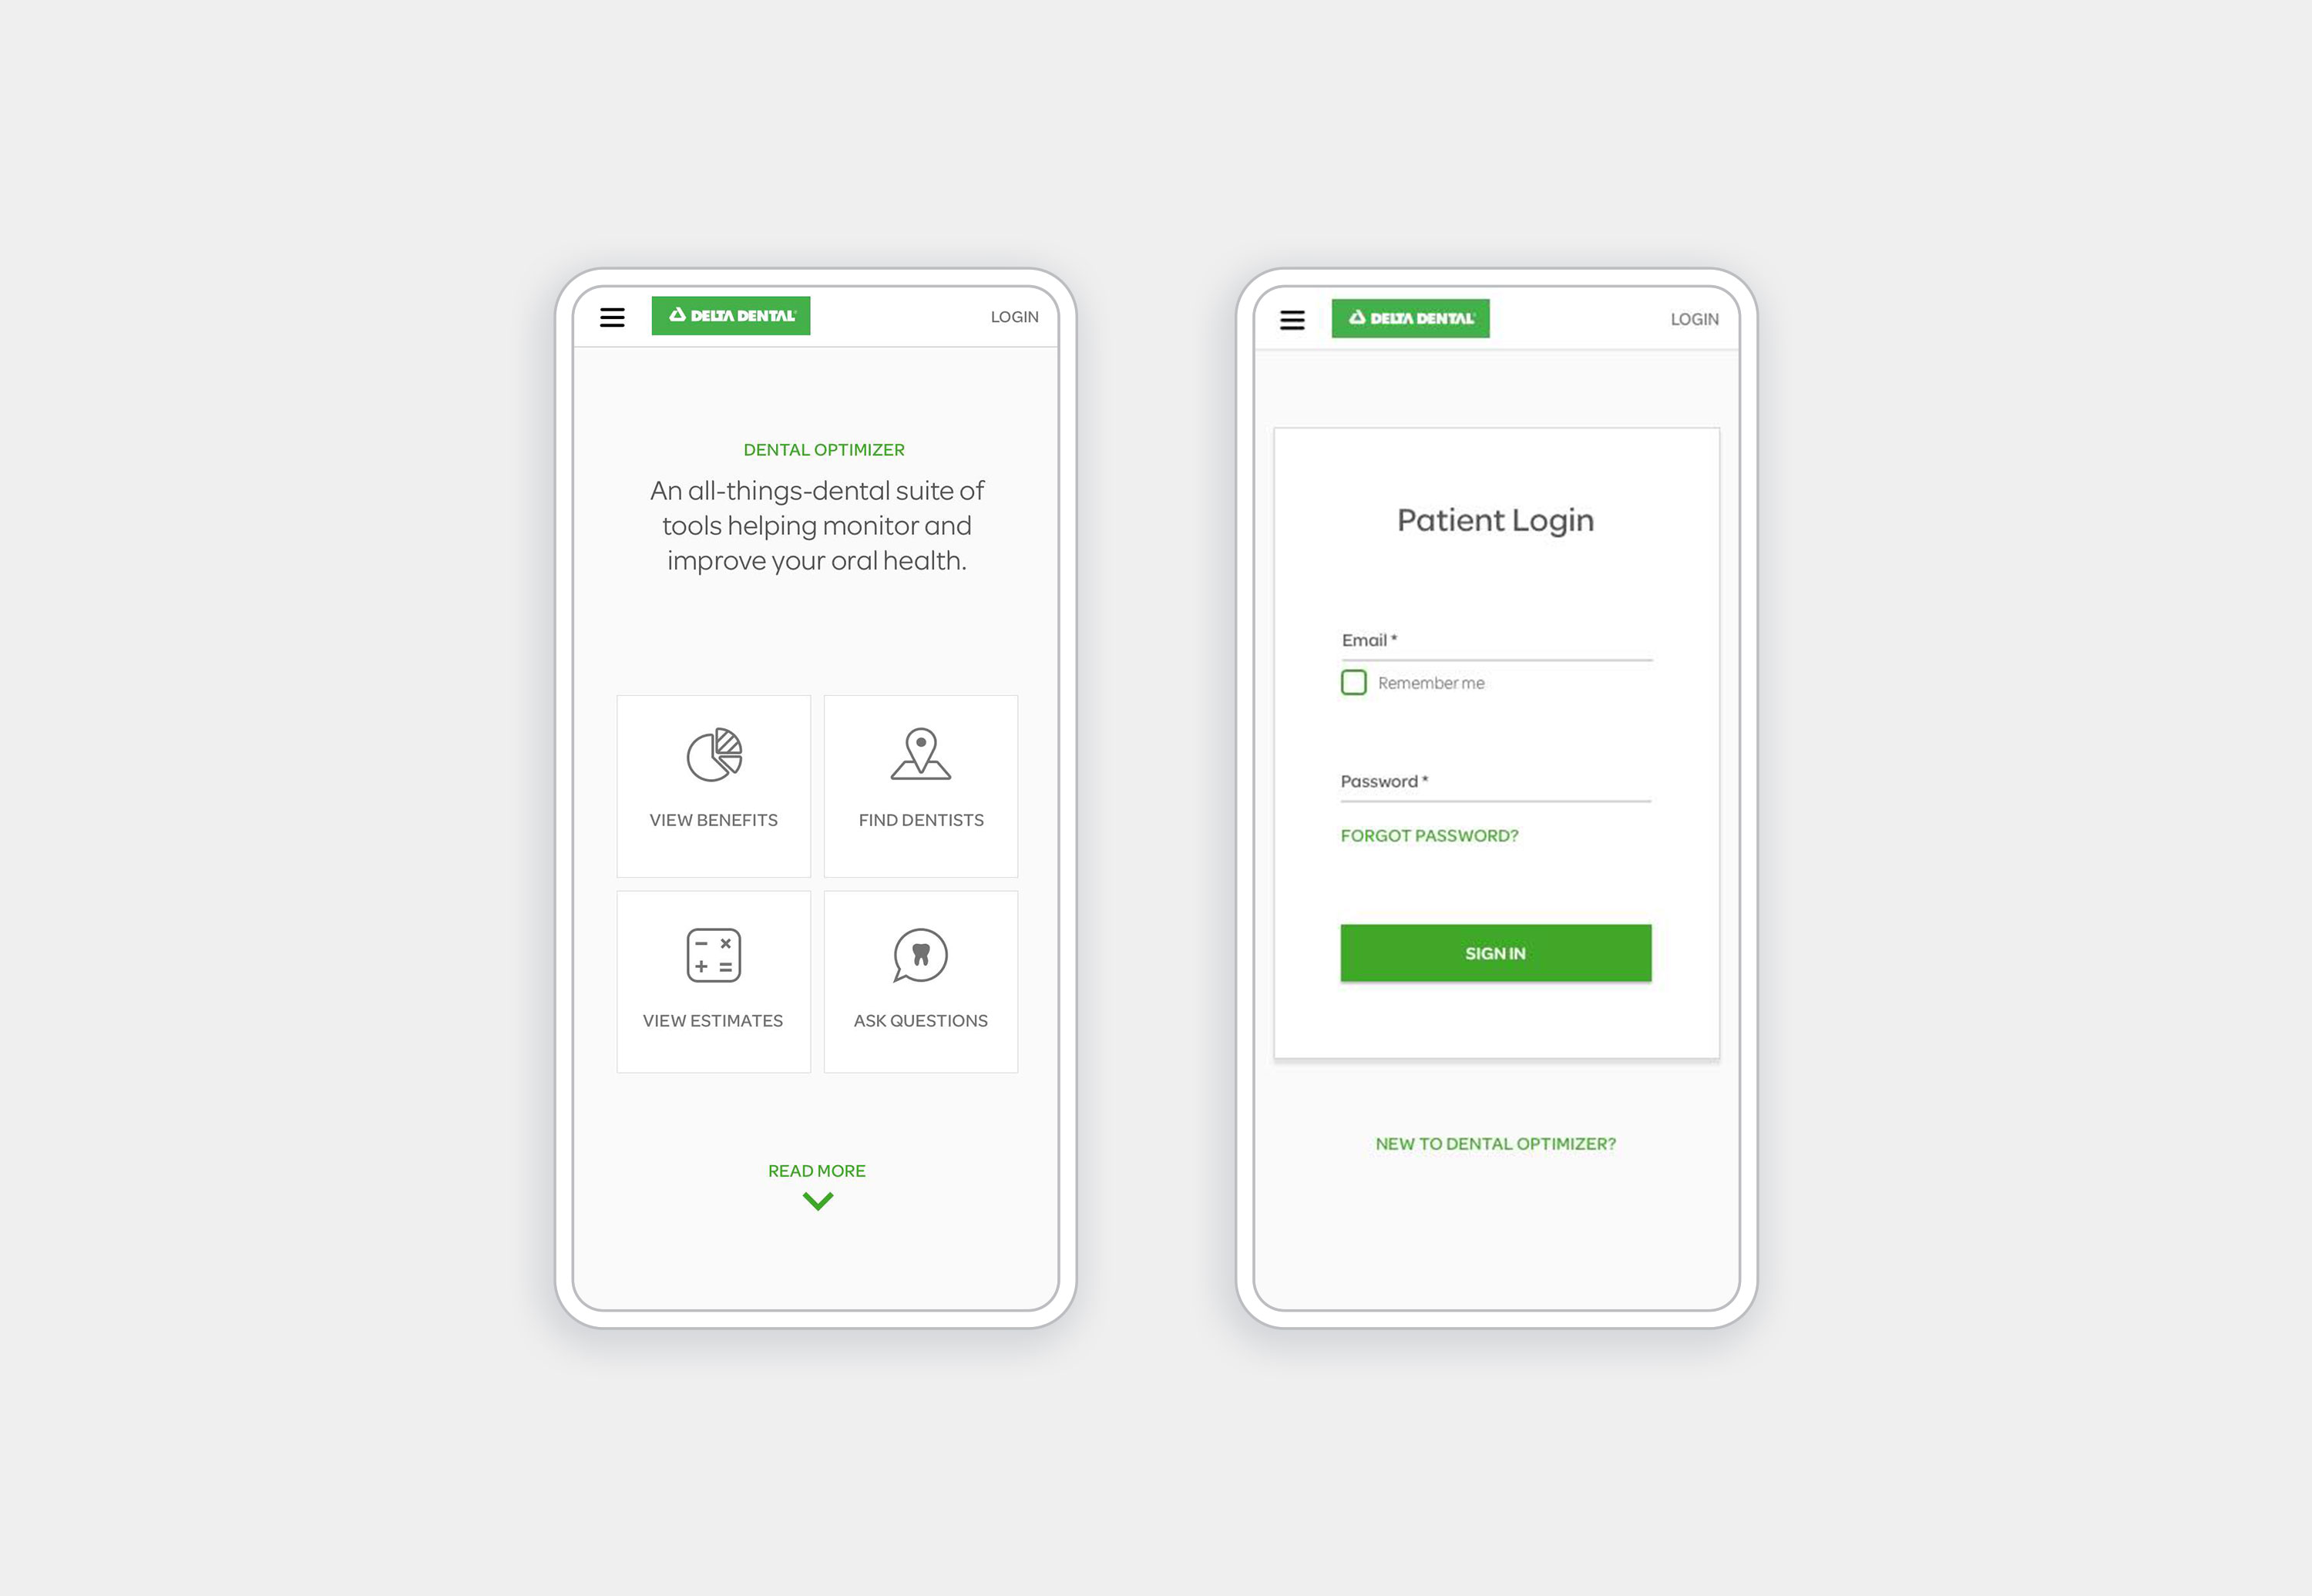 DELTA DENTAL
LOGIN
DENTAL OPTIMIZER
An all-things-dental suite of
tools helping monitor and
improve your oral health.
VIEW BENEFITS
FIND DENTISTS
VIEW ESTIMATES
ASK QUESTIONS
READ MORE
DELTA DENTAL
LOGIN
Patient Login
Email *
Remember me
Password *
FORGOT PASSWORD?
SIGN IN
NEW TO DENTAL OPTIMIZER?